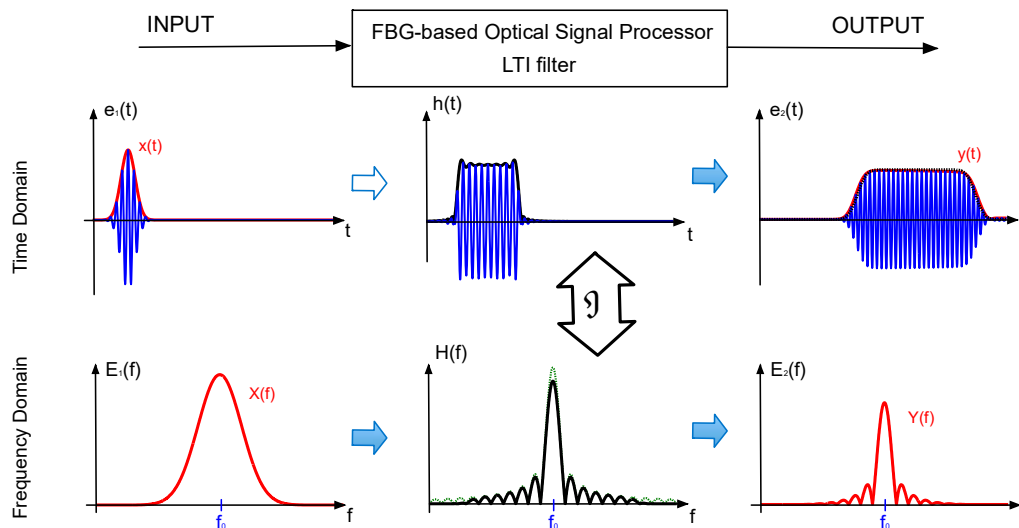 INPUT
FBG-based Optical Signal Processor
LTI filter
OUTPUT
Time Domain
e₁(t)
x(t)
t
h(t)
t
e₂(t)
y(t)
ℑ
Frequency Domain
E₁(f)
X(f)
f₀
f
H(f)
f₀
f
E₂(f)
Y(f)
f₀